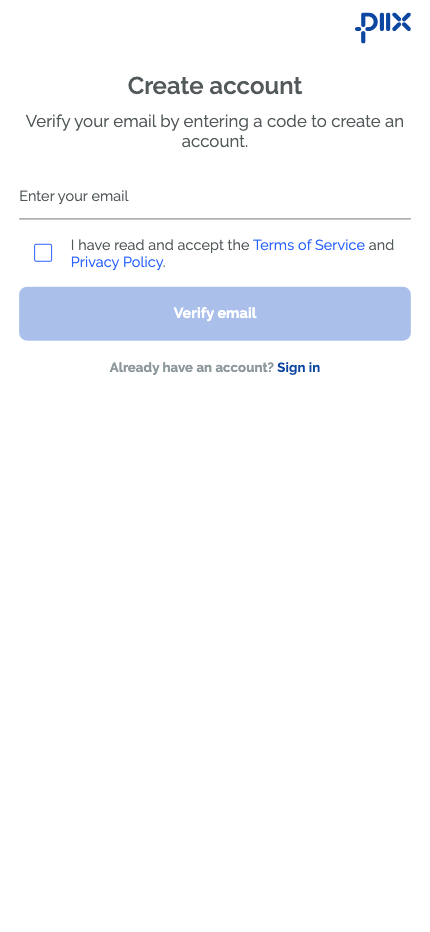 PIIX
Create account
Verify your email by entering a code to create an
account.
Enter your email
I have read and accept the Terms of Service and
Privacy Policy.
Verify email
Already have an account? Sign in